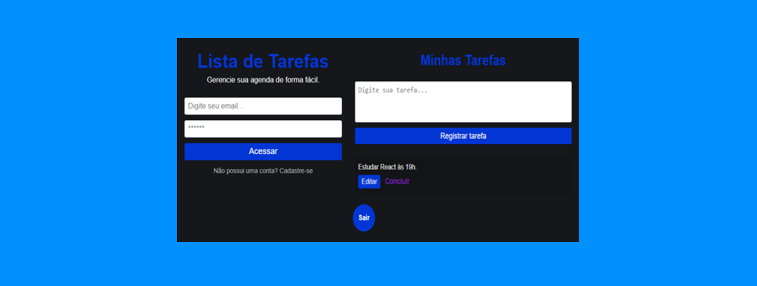 Lista de Tarefas
Gerencie sua agenda de forma fácil.
Digite seu email...
******
Acessar
Não possui uma conta? Cadastre-se
Minhas Tarefas
Digite sua tarefa...
Registrar tarefa
Estudar React às 19h.
Editar Concluir
Sair